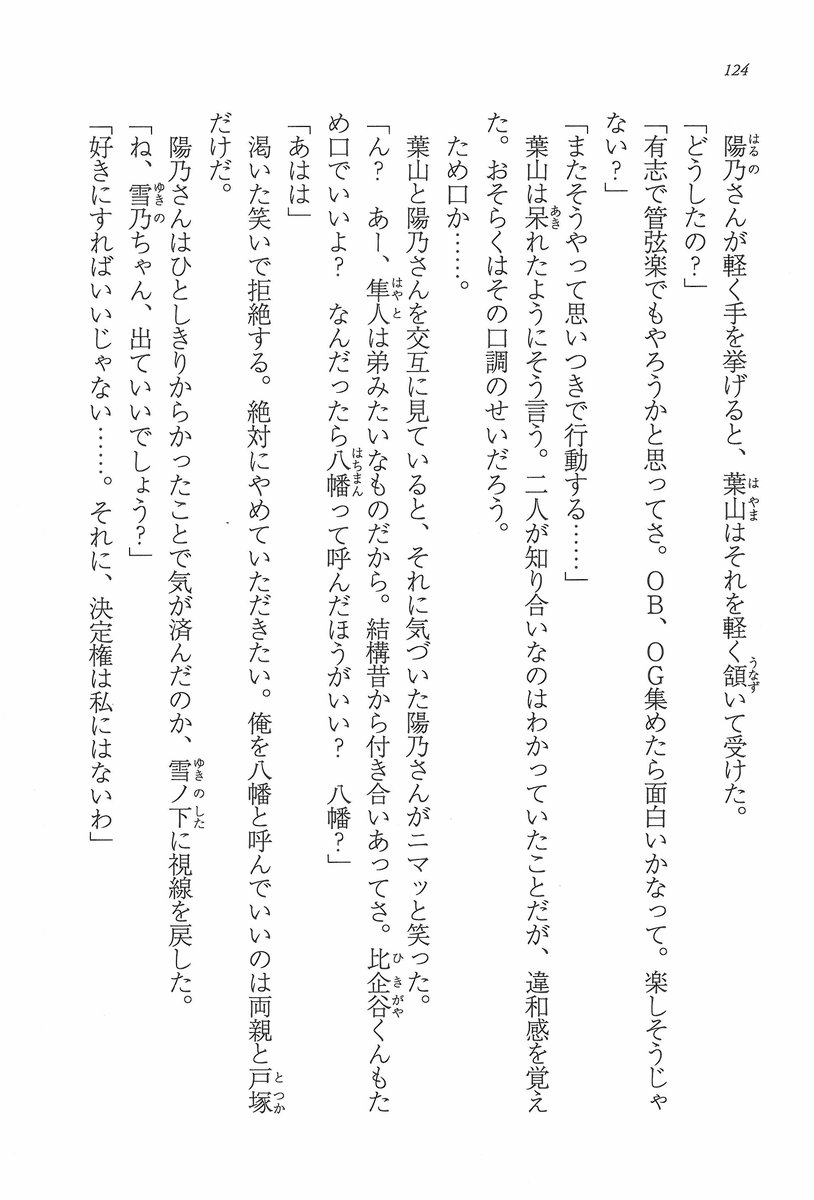 124
陽乃さんが軽く手を挙げると、葉山はそれを軽く頷いて受けた。
「どうしたの？」
「有志で管弦楽でもやろうかと思ってさ。ＯＢ、ＯＧ集めたら面白いかなって。楽しそうじゃ
ない？」
「またそうやって思いつきで行動する……」
葉山は呆れたようにそう言う。二人が知り合いなのはわかっていたことだが、違和感を覚え
た。おそらくはその口調のせいだろう。
ため口か……。
葉山と陽乃さんを交互に見ていると、それに気づいた陽乃さんがニマッと笑った。
「ん？　あー、隼人は弟みたいなものだから。結構昔から付き合いあってさ。比企谷くんもた
め口でいいよ？　なんだったら八幡って呼んだほうがいい？　八幡？」
「あはは」
渇いた笑いで拒絶する。絶対にやめていただきたい。俺を八幡と呼んでいいのは両親と戸塚
だけだ。
陽乃さんはひとしきりからかったことで気が済んだのか、雪ノ下に視線を戻した。
「ね、雪乃ちゃん、出ていいでしょう？」
「好きにすればいいじゃない……。それに、決定権は私にはないわ」